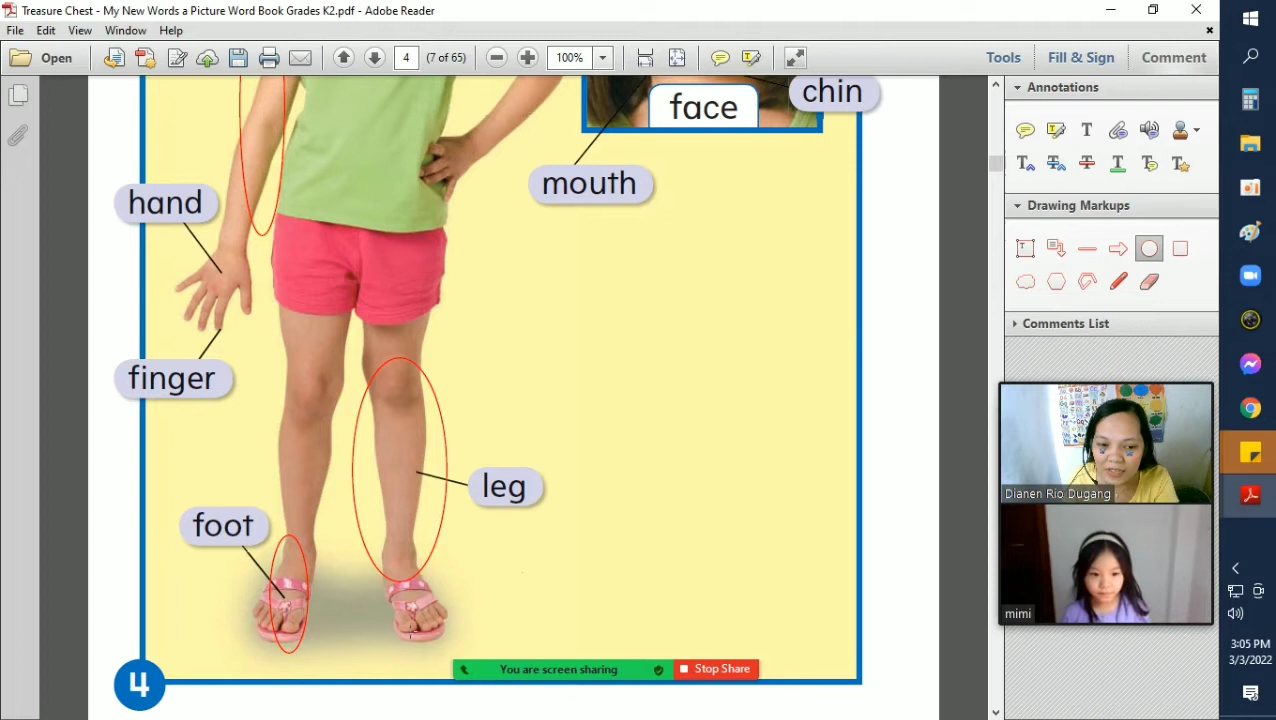 Treasure Chest - My New Words a Picture Word Book Grades K2.pdf - Adobe Reader
File Edit View Window Help
Open 4 (7 of 65) 100% Tools Fill & Sign Comment
Annotations
Drawing Markups
Comments List
chin
face
mouth
hand
finger
leg
foot
4
You are screen sharing Stop Share
Dianen Rio Dugang
mimi
3:05 PM
3/3/2022